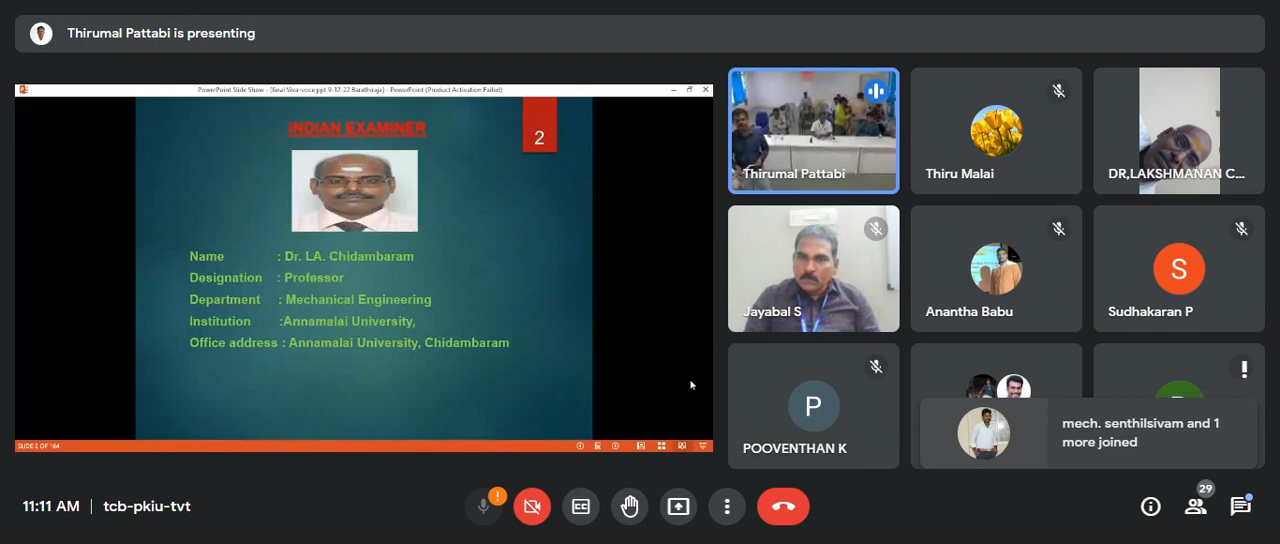 Thirumal Pattabi is presenting
PowerPoint Slide Show - [final Viva-voce.ppt 9-12-22 Barathiraja] - PowerPoint (Product Activation Failed)
INDIAN EXAMINER
2
Name : Dr. LA. Chidambaram
Designation : Professor
Department : Mechanical Engineering
Institution :Annamalai University,
Office address : Annamalai University, Chidambaram
SLIDE 2 OF 164
Thirumal Pattabi
Thiru Malai
DR,LAKSHMANAN C...
Jayabal S
Anantha Babu
S
Sudhakaran P
P
POOVENTHAN K
mech. senthilsivam and 1
more joined
11:11 AM | tcb-pkiu-tvt
CC
29